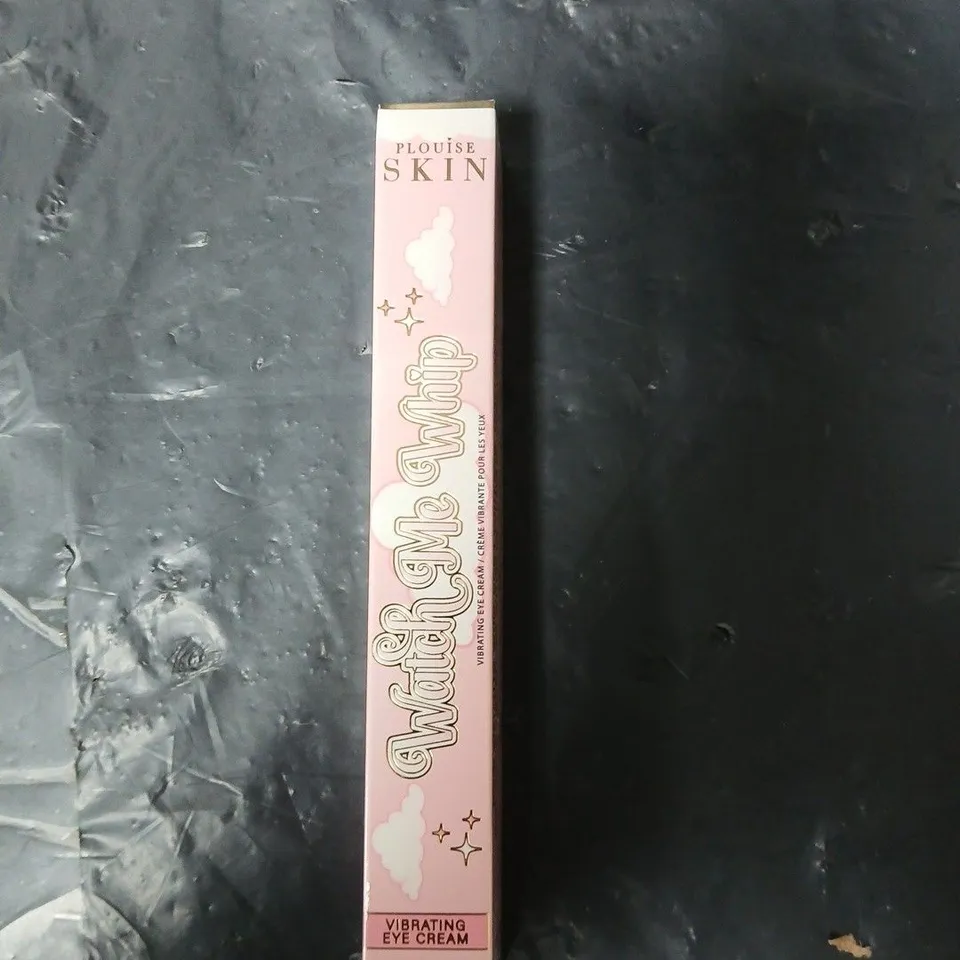 PLOUiSE
SKIN
Watch Me Whip
VIBRATING EYE CREAM / CRÈME VIBRANTE POUR LES YEUX
VIBRATING
EYE CREAM